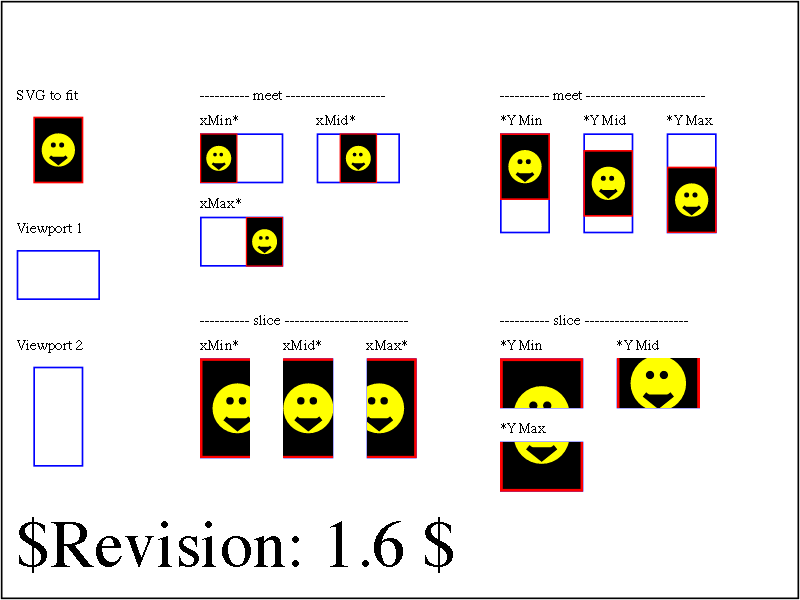 SVG to fit
---------- meet --------------------
---------- meet ------------------------
xMin*
xMid*
*YMin
*YMid
*YMax
xMax*
Viewport 1
---------- slice -------------------------
---------- slice ---------------------
Viewport 2
xMin*
xMid*
xMax*
*YMin
*YMid
*YMax
$Revision: 1.6 $